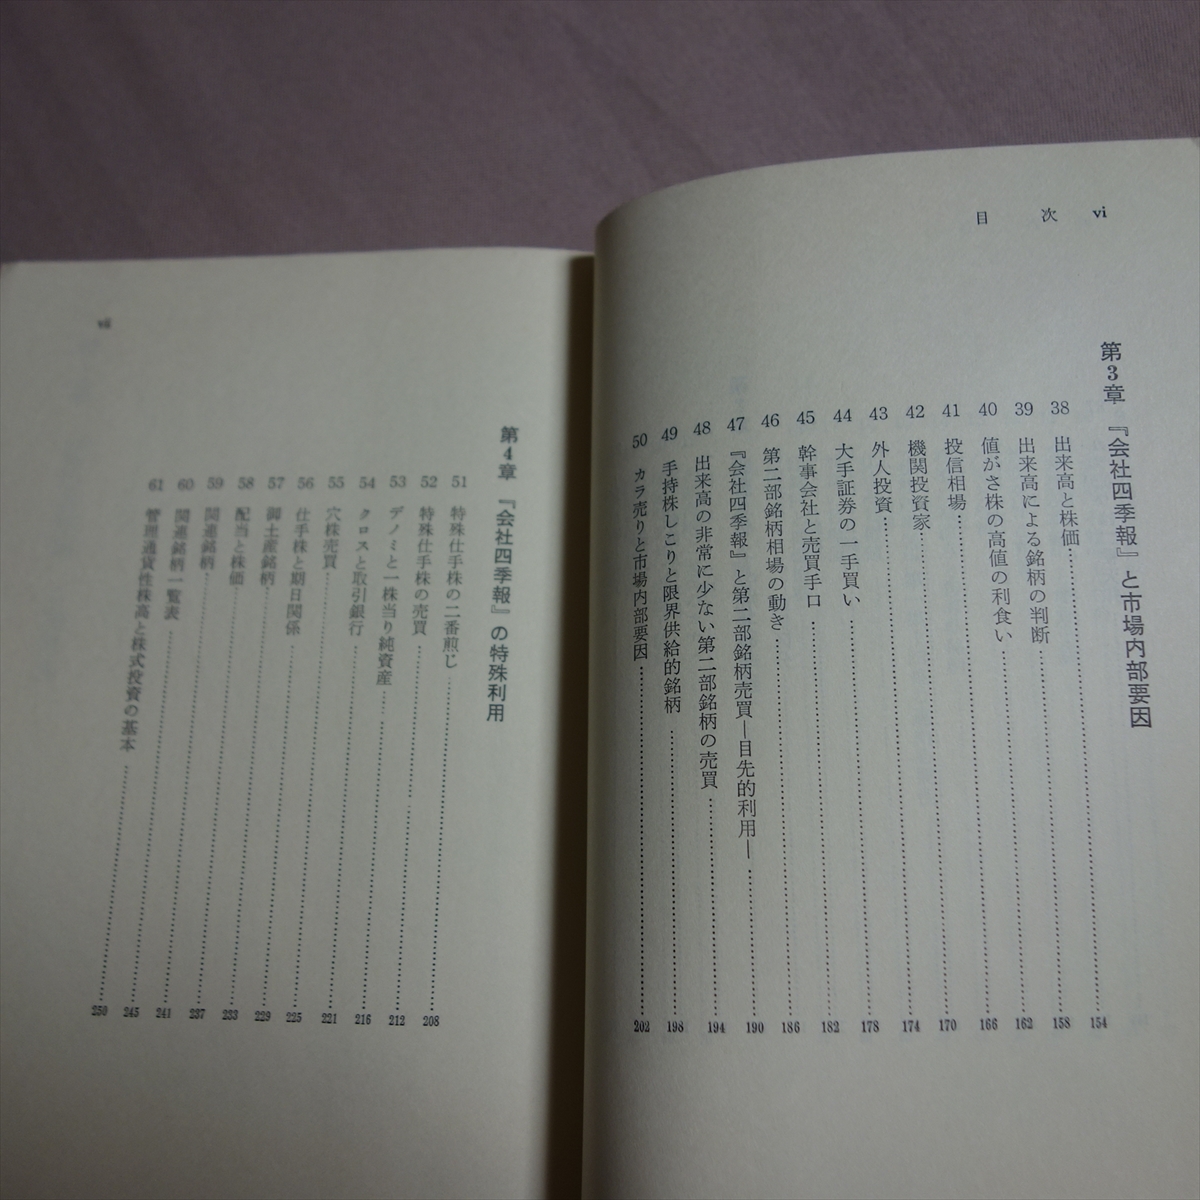 目　次　vi
第3章　『会社四季報』と市場内部要因
38　出来高と株価……154
39　出来高による銘柄の判断……158
40　値がさ株の高値の利食い……162
41　投信相場……166
42　機関投資家……170
43　外人投資……174
44　大手証券の一手買い……178
45　幹事会社と売買手口……182
46　第二部銘柄相場の動き……186
47　『会社四季報』と第二部銘柄売買―目先的利用―……190
48　出来高の非常に少ない第二部銘柄の売買……194
49　手持株しこりと限界供給的銘柄……198
50　カラ売りと市場内部要因……202
vii
第4章　『会社四季報』の特殊利用
51　特殊仕手株の二番煎じ……208
52　特殊仕手株の売買……212
53　デノミと一株当り純資産……216
54　クロスと取引銀行……221
55　穴株売買……225
56　仕手株と期日関係……229
57　御土産銘柄……233
58　配当と株価……237
59　関連銘柄……241
60　関連銘柄一覧表……245
61　管理通貨性株高と株式投資の基本……250